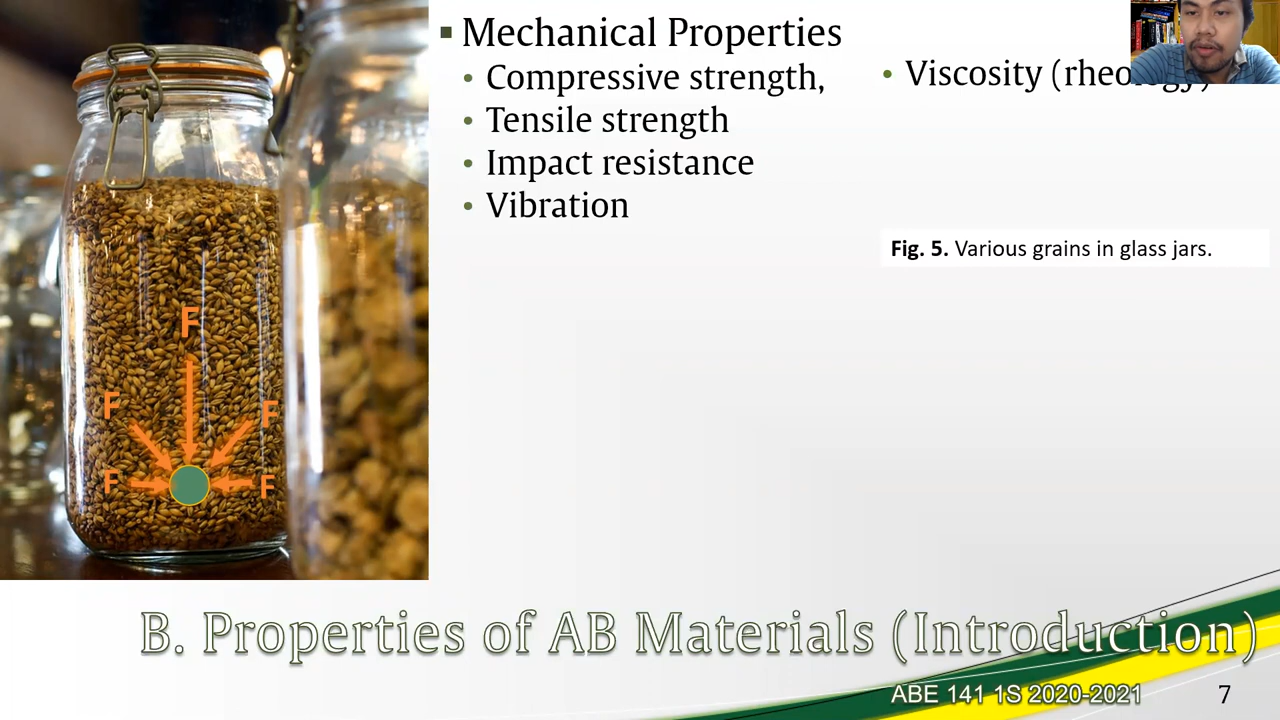 ▪ Mechanical Properties
• Compressive strength,
• Tensile strength
• Impact resistance
• Vibration
• Viscosity (rheology)
Fig. 5. Various grains in glass jars.
F
F
F
F
F
B. Properties of AB Materials (Introduction)
ABE 141 1S 2020-2021
7